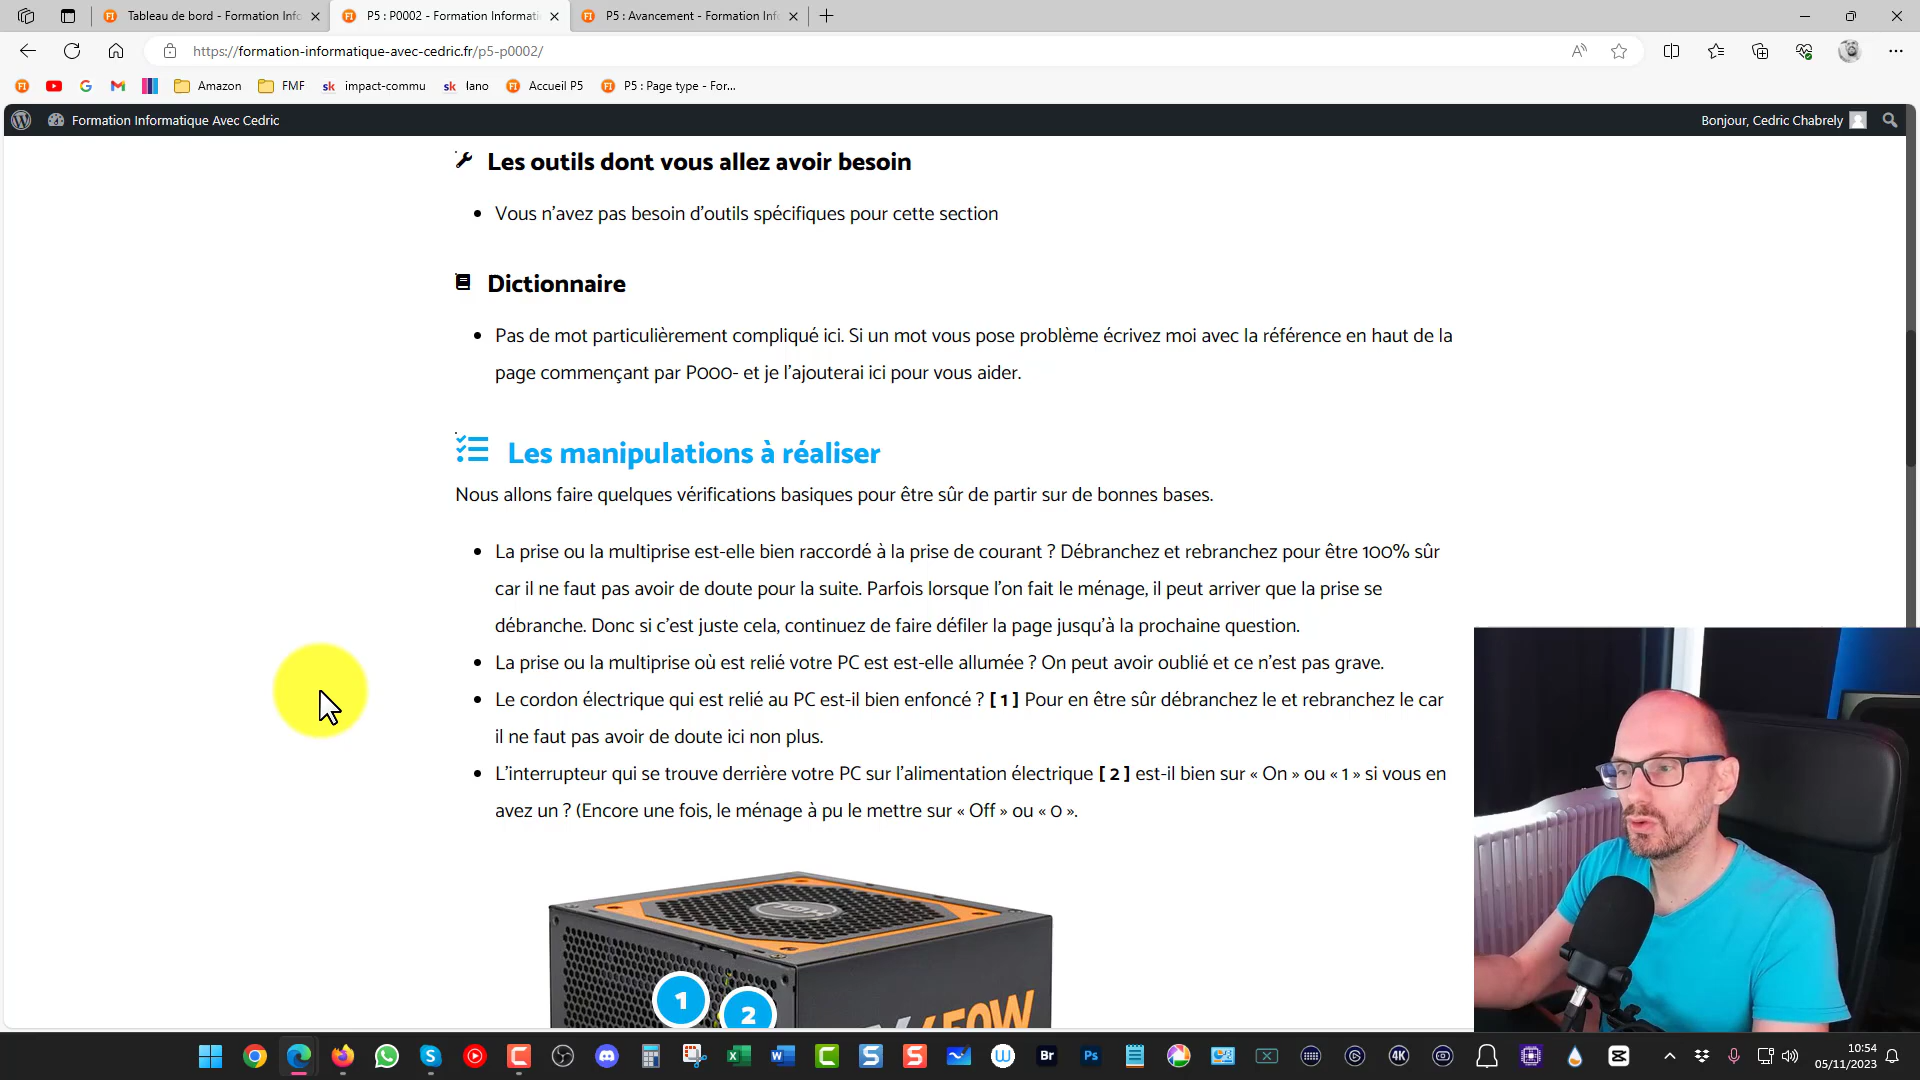 Tableau de bord - Formation Info
P5 : P0002 - Formation Informati
P5 : Avancement - Formation Inf
https://formation-informatique-avec-cedric.fr/p5-p0002/
Amazon
FMF
sk impact-commu
sk lano
FI Accueil P5
FI P5 : Page type - For...
Formation Informatique Avec Cedric
Bonjour, Cedric Chabrely
Les outils dont vous allez avoir besoin
Vous n'avez pas besoin d'outils spécifiques pour cette section
Dictionnaire
Pas de mot particulièrement compliqué ici. Si un mot vous pose problème écrivez moi avec la référence en haut de la
page commençant par P000- et je l'ajouterai ici pour vous aider.
Les manipulations à réaliser
Nous allons faire quelques vérifications basiques pour être sûr de partir sur de bonnes bases.
La prise ou la multiprise est-elle bien raccordé à la prise de courant ? Débranchez et rebranchez pour être 100% sûr
car il ne faut pas avoir de doute pour la suite. Parfois lorsque l'on fait le ménage, il peut arriver que la prise se
débranche. Donc si c'est juste cela, continuez de faire défiler la page jusqu'à la prochaine question.
La prise ou la multiprise où est relié votre PC est est-elle allumée ? On peut avoir oublié et ce n'est pas grave.
Le cordon électrique qui est relié au PC est-il bien enfoncé ? [ 1 ] Pour en être sûr débranchez le et rebranchez le car
il ne faut pas avoir de doute ici non plus.
L'interrupteur qui se trouve derrière votre PC sur l'alimentation électrique [ 2 ] est-il bien sur « On » ou « 1 » si vous en
avez un ? (Encore une fois, le ménage à pu le mettre sur « Off » ou « 0 ».
1
2
650W
Br
Ps
4K
10:54
05/11/2023